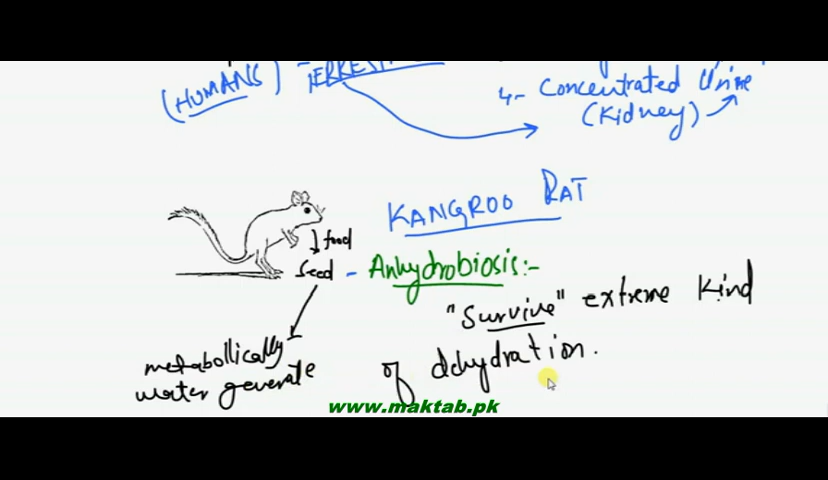 (HUMANS) -
4- Concentrated Urine
(Kidney)
KANGROO RAT
food
seed - Anhydrobiosis:-
"Survive" extreme Kind
of dehydration.
metabollically
water generate
www.maktab.pk